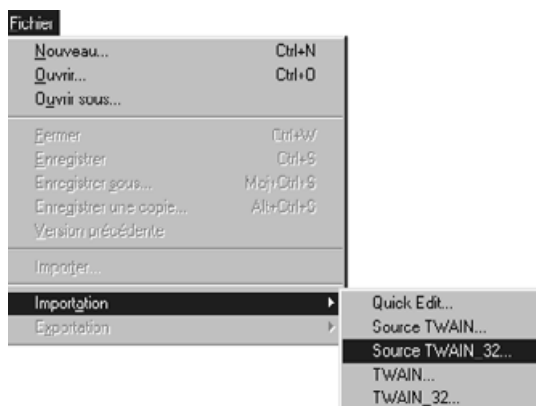 Fichier
Nouveau... Ctrl+N
Ouvrir... Ctrl+O
Ouvrir sous...
Fermer Ctrl+W
Enregistrer Ctrl+S
Enregistrer sous... Maj+Ctrl+S
Enregistrer une copie... Alt+Ctrl+S
Version précédente
Importer...
Importation
Exportation
Quick Edit...
Source TWAIN...
Source TWAIN_32...
TWAIN...
TWAIN_32...